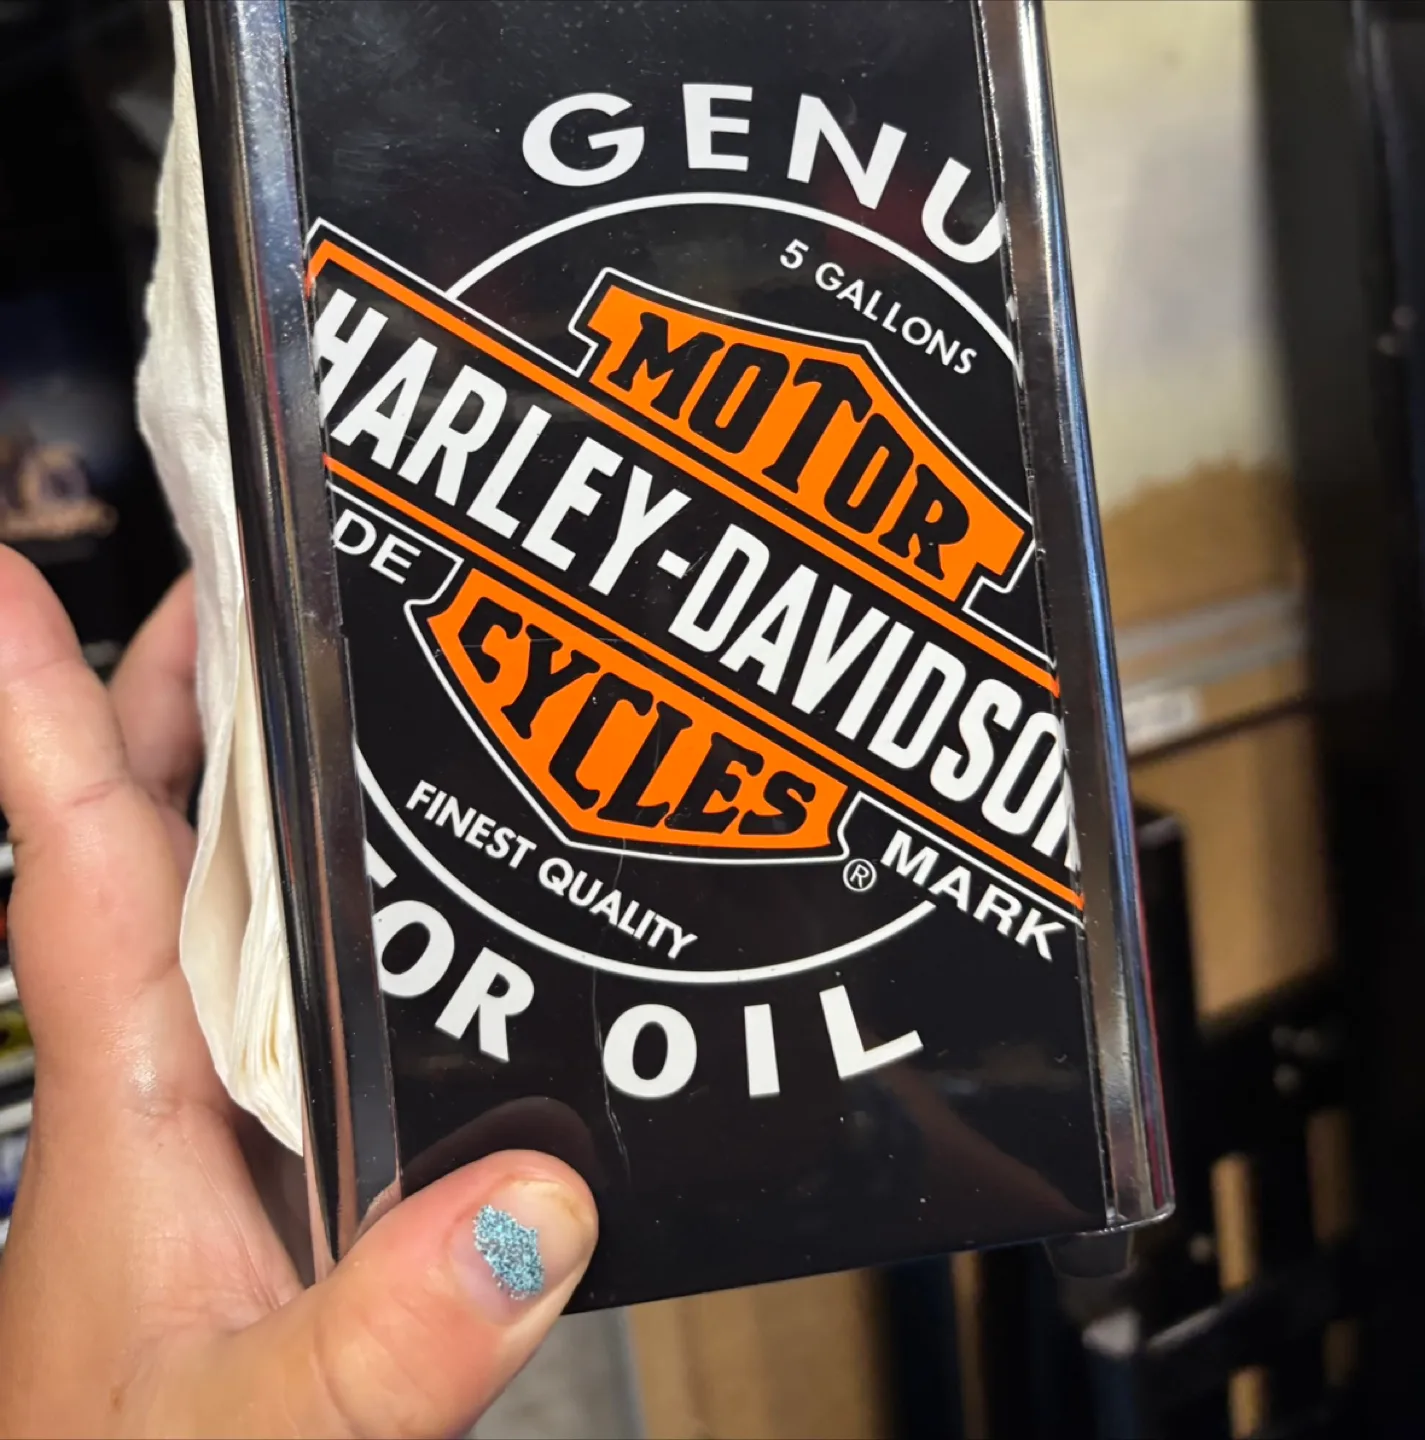 GENU
5 GALLONS
MOTOR
HARLEY-DAVIDSON
CYCLES
DE
MARK
®
FINEST QUALITY
OR OIL